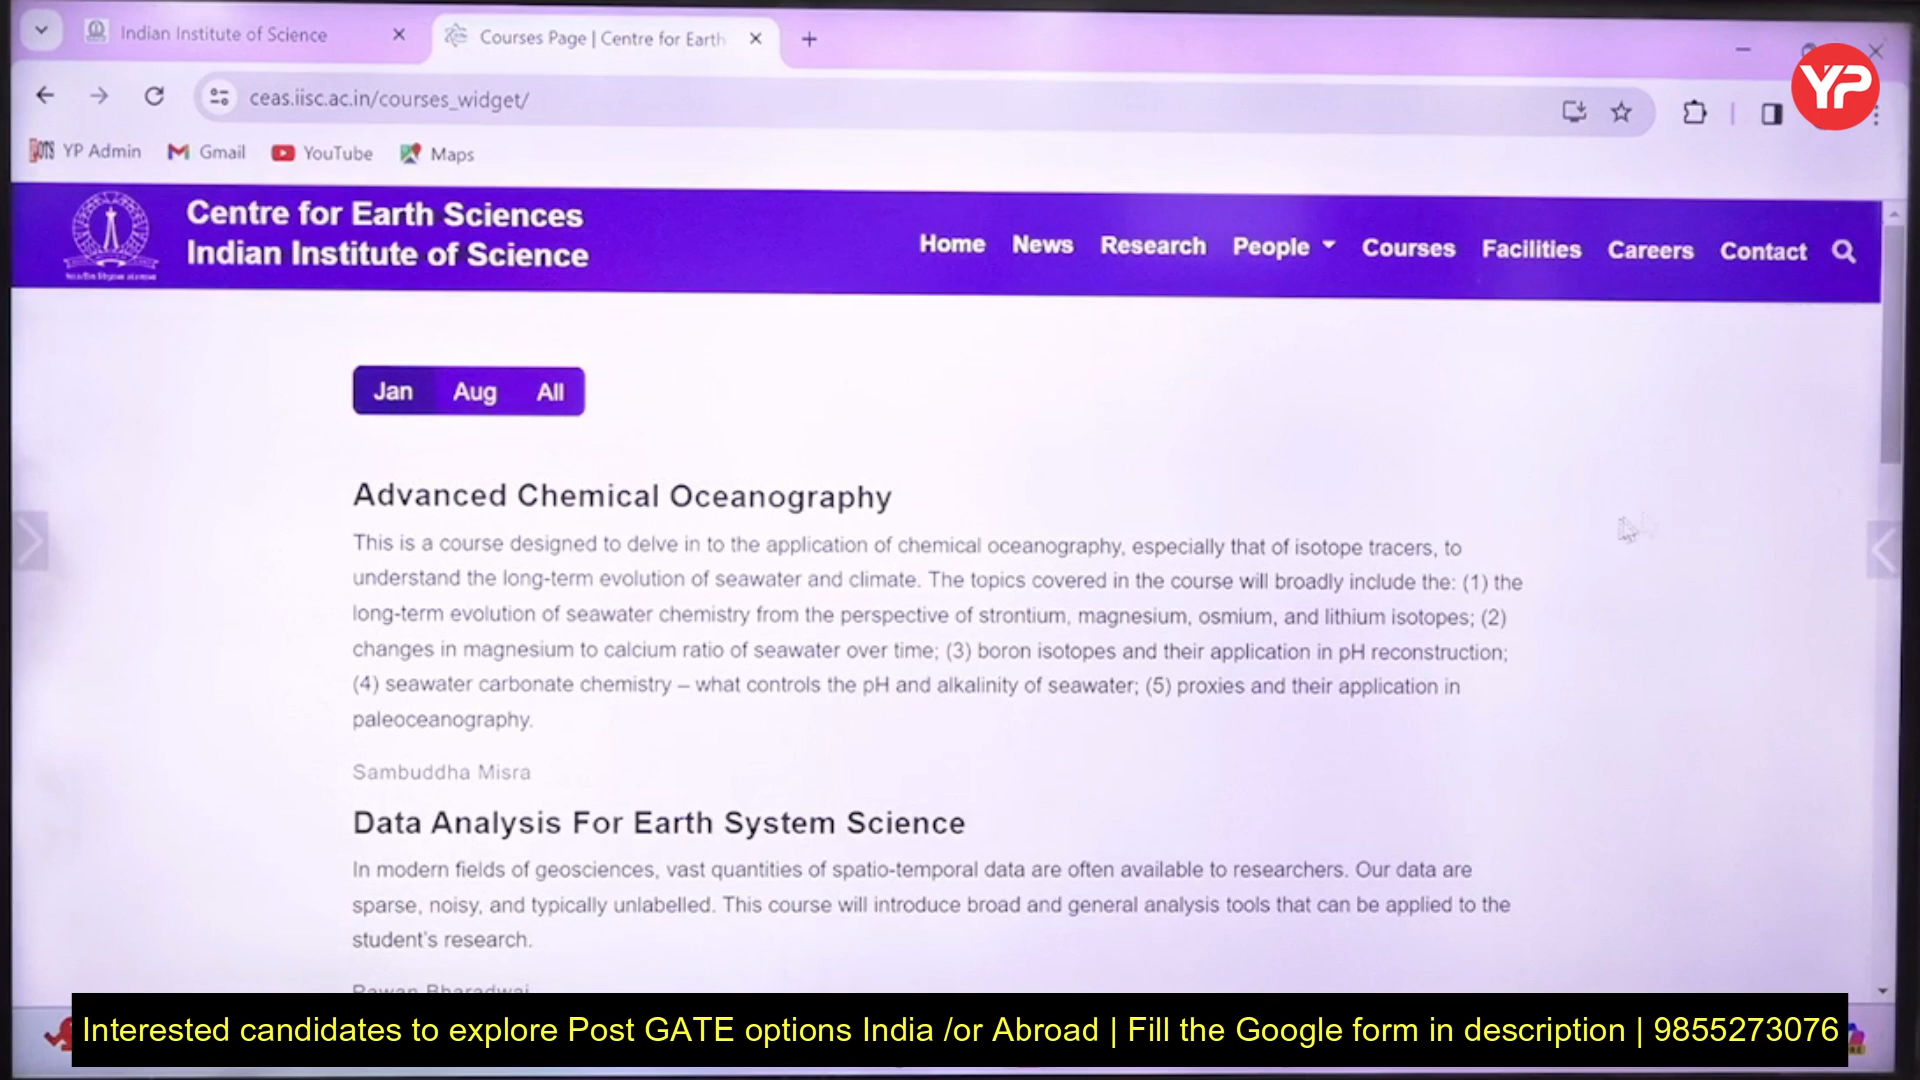 Indian Institute of Science
Courses Page | Centre for Earth
ceas.iisc.ac.in/courses_widget/
YP
YP Admin
Gmail
YouTube
Maps
Centre for Earth Sciences
Indian Institute of Science
Home News Research People Courses Facilities Careers Contact
Jan Aug All
Advanced Chemical Oceanography
This is a course designed to delve in to the application of chemical oceanography, especially that of isotope tracers, to
understand the long-term evolution of seawater and climate. The topics covered in the course will broadly include the: (1) the
long-term evolution of seawater chemistry from the perspective of strontium, magnesium, osmium, and lithium isotopes; (2)
changes in magnesium to calcium ratio of seawater over time; (3) boron isotopes and their application in pH reconstruction;
(4) seawater carbonate chemistry – what controls the pH and alkalinity of seawater; (5) proxies and their application in
paleoceanography.
Sambuddha Misra
Data Analysis For Earth System Science
In modern fields of geosciences, vast quantities of spatio-temporal data are often available to researchers. Our data are
sparse, noisy, and typically unlabelled. This course will introduce broad and general analysis tools that can be applied to the
student's research.
Interested candidates to explore Post GATE options India /or Abroad | Fill the Google form in description | 9855273076